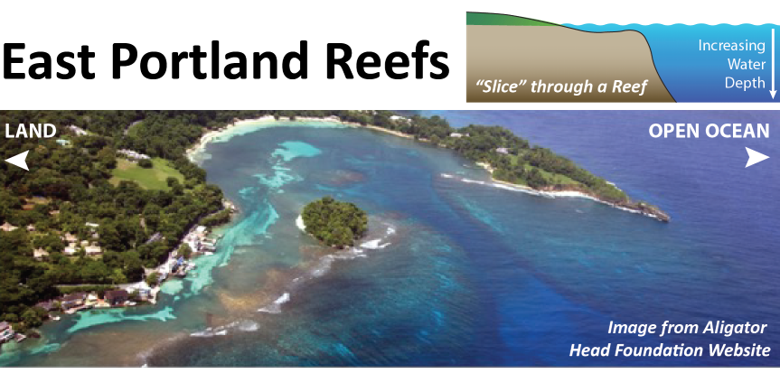 East Portland Reefs
Increasing
Water
Depth
“Slice” through a Reef
LAND
OPEN OCEAN
Image from Aligator
Head Foundation Website